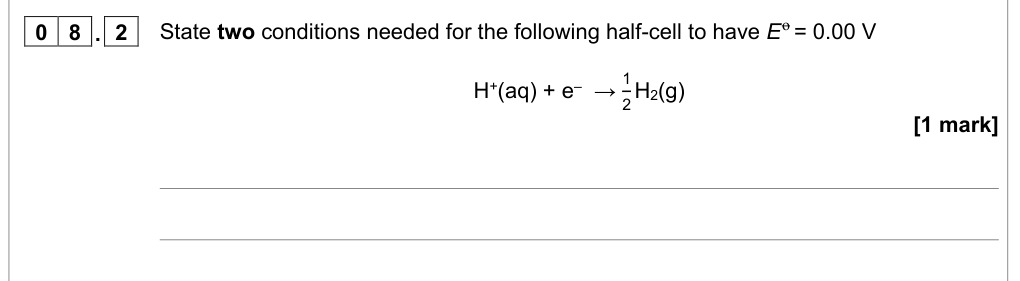 0 8 . 2 State two conditions needed for the following half-cell to have E⦵ = 0.00 V
H⁺(aq) + e⁻ → ½H₂(g)
[1 mark]